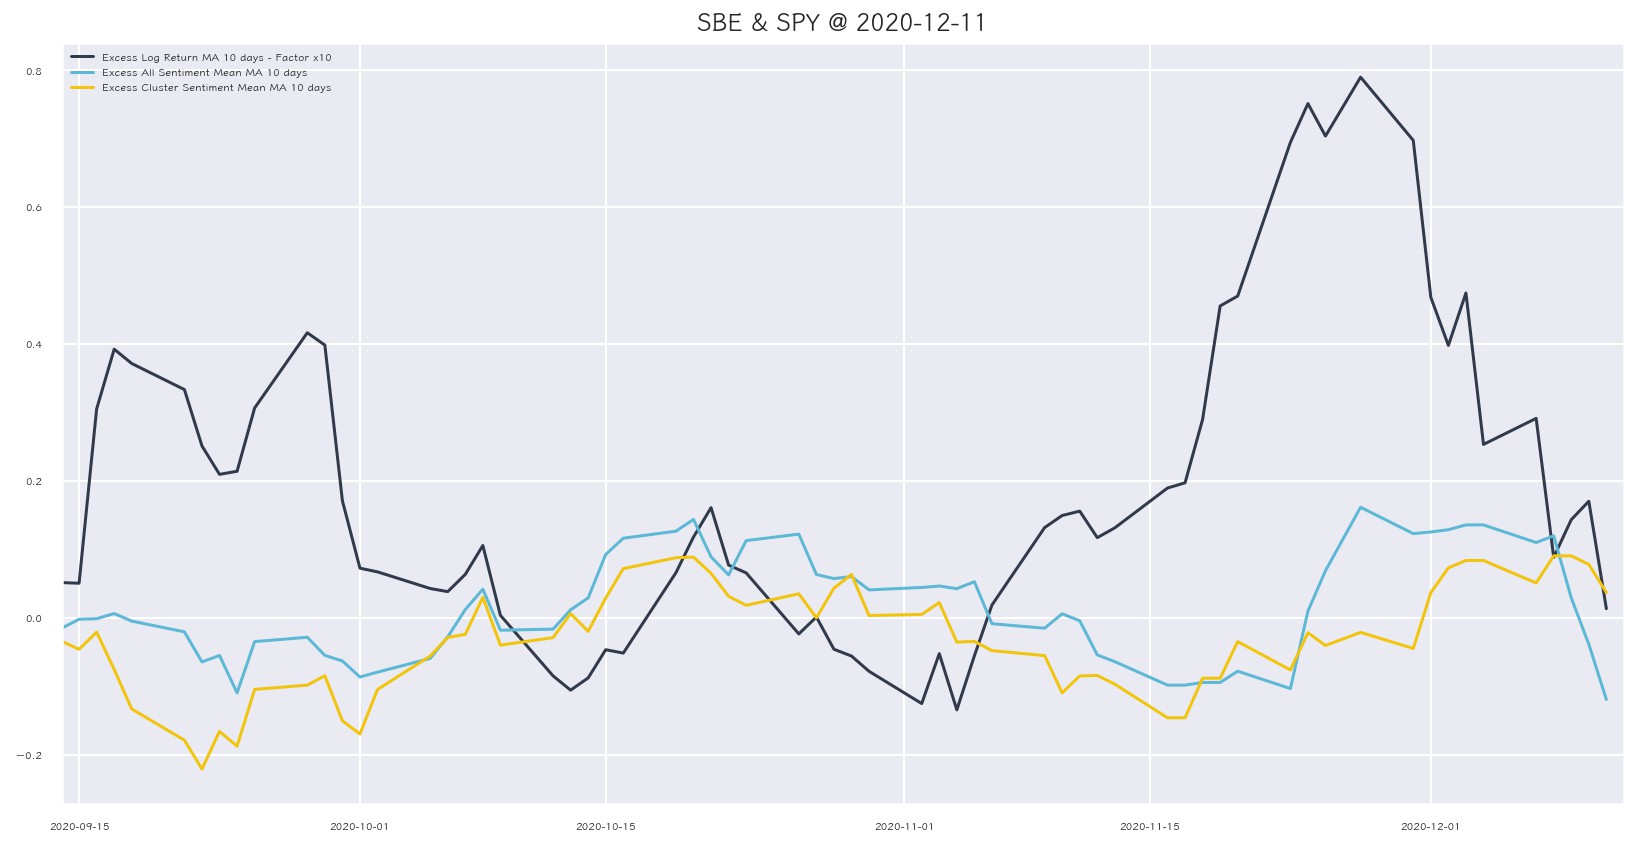 SBE & SPY @ 2020-12-11
Excess Log Return MA 10 days - Factor x10
Excess All Sentiment Mean MA 10 days
Excess Cluster Sentiment Mean MA 10 days
0.8
0.6
0.4
0.2
0.0
−0.2
2020-09-15 2020-10-01 2020-10-15 2020-11-01 2020-11-15 2020-12-01